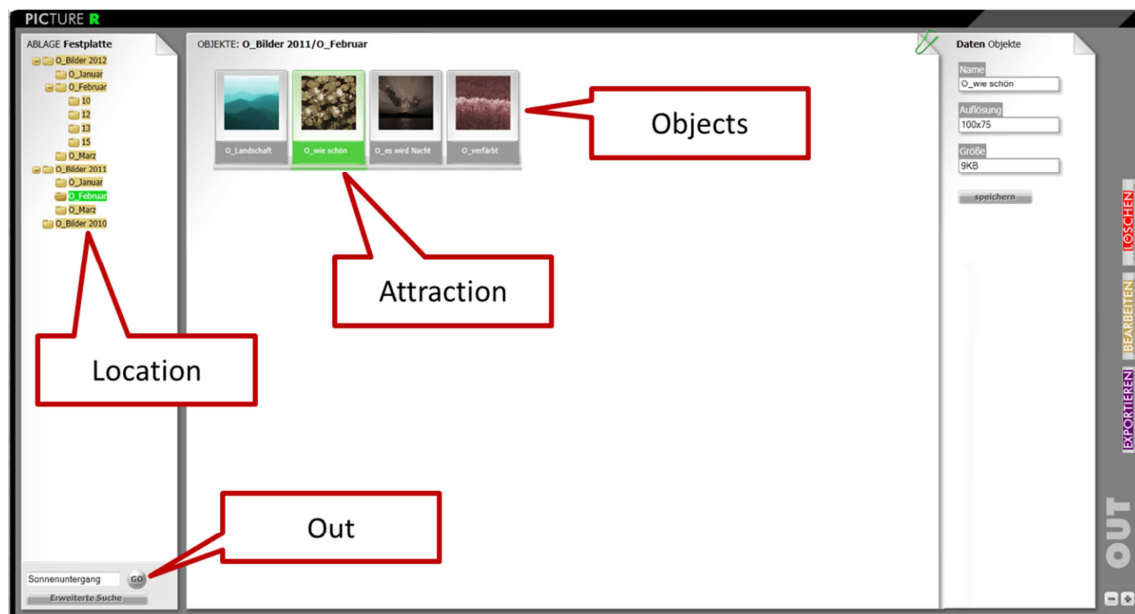 PICTURE R
ABLAGE Festplatte
O_Bilder 2012
O_Januar
O_Februar
10
12
13
15
O_Marz
O_Bilder 2011
O_Januar
O_Februar
O_Marz
O_Bilder 2010
Location
Sonnenuntergang GO
Erweiterte Suche
OBJEKTE: O_Bilder 2011/O_Februar
O_Landschaft O_wie schön O_es wird Nacht O_verfärbt
Objects
Attraction
Out
Daten Objekte
Name
O_wie schön
Auflösung
100x75
Größe
9KB
speichern
LÖSCHEN
BEARBEITEN
EXPORTIEREN
OUT